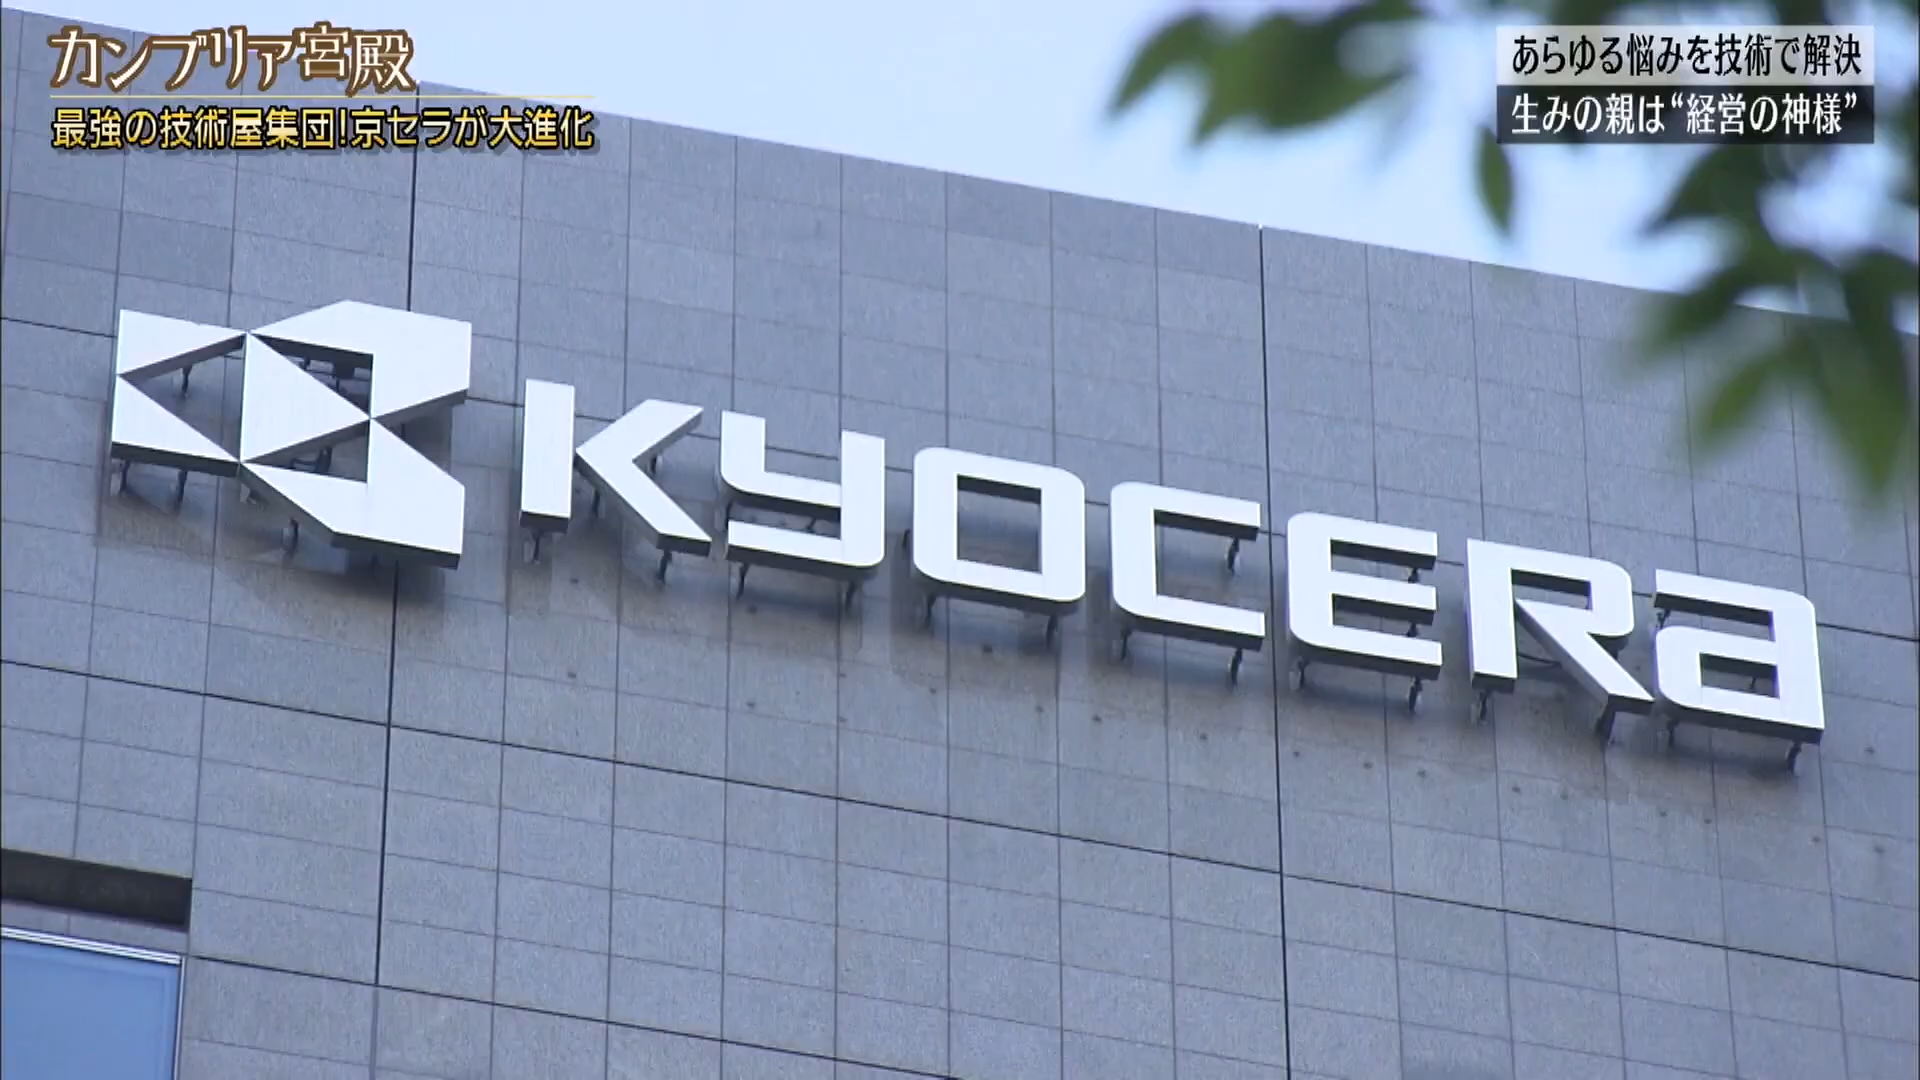 カンブリア宮殿
最強の技術屋集団!京セラが大進化
あらゆる悩みを技術で解決
生みの親は“経営の神様”
KYOCERA